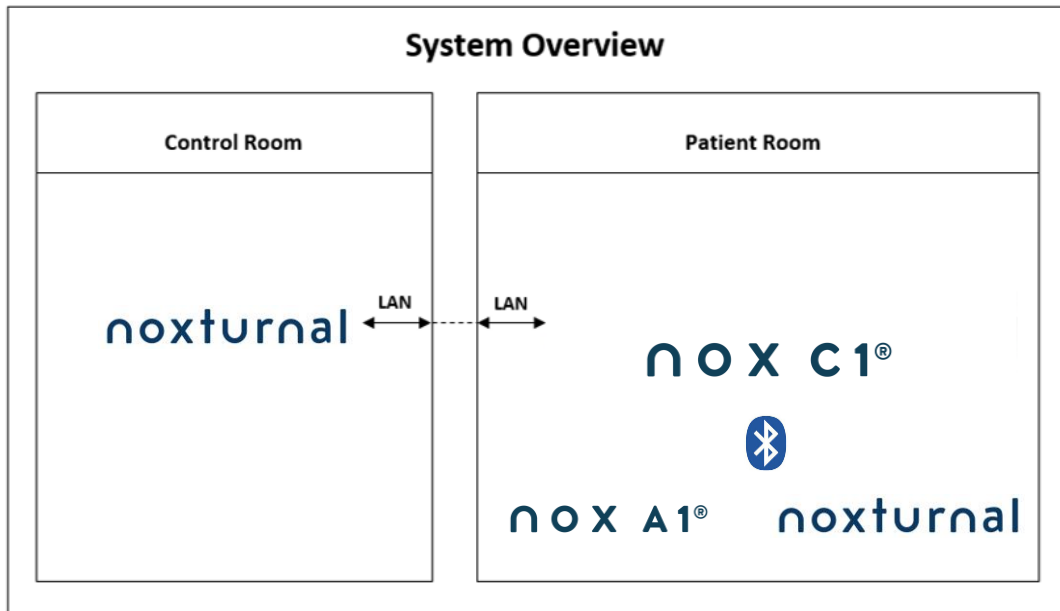 System Overview
Control Room
Patient Room
LAN
LAN
noxturnal
nox C1®
nox A1®
noxturnal